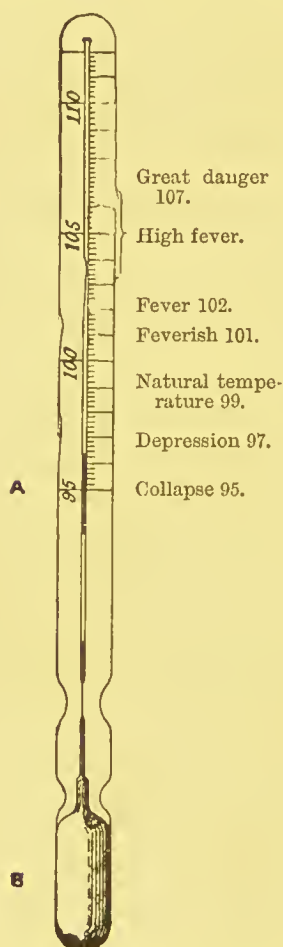 110
Great danger
107.
105
High fever.
Fever 102.
Feverish 101.
100
Natural tempe-
rature 99.
Depression 97.
A
95
Collapse 95.
B